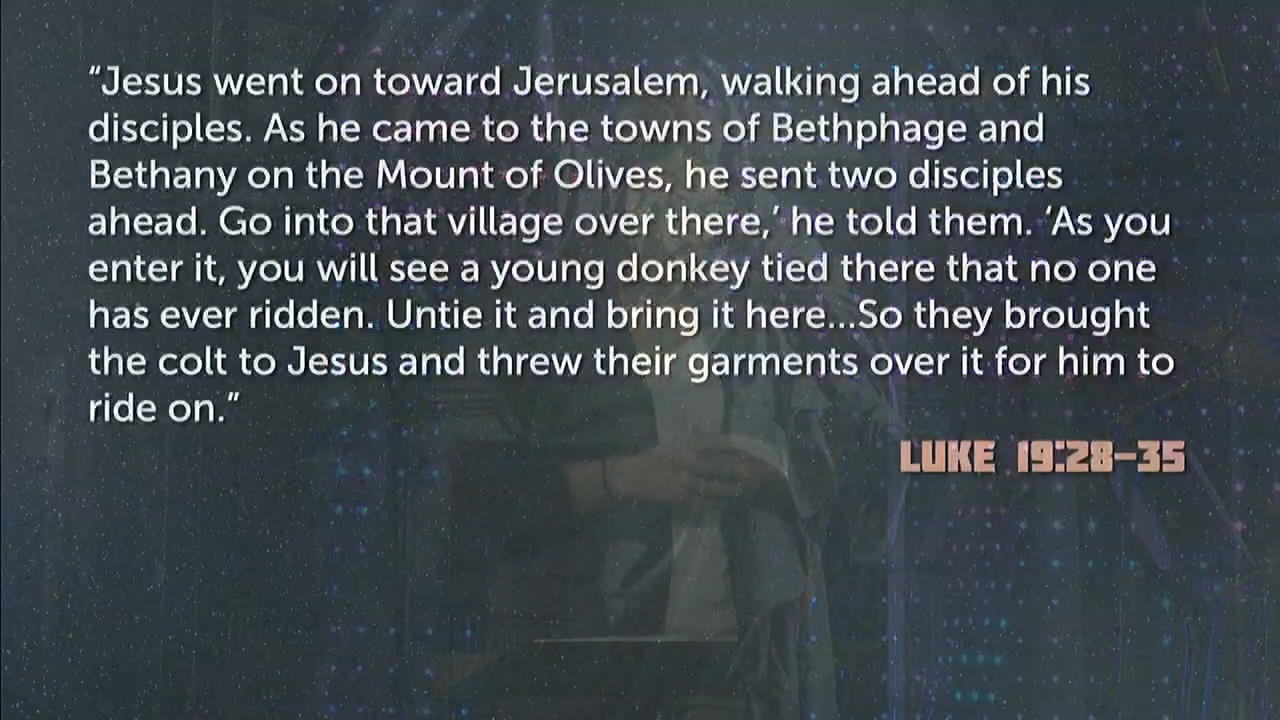 “Jesus went on toward Jerusalem, walking ahead of his
disciples. As he came to the towns of Bethphage and
Bethany on the Mount of Olives, he sent two disciples
ahead. Go into that village over there,’ he told them. ‘As you
enter it, you will see a young donkey tied there that no one
has ever ridden. Untie it and bring it here...So they brought
the colt to Jesus and threw their garments over it for him to
ride on.”
LUKE 19:28–35